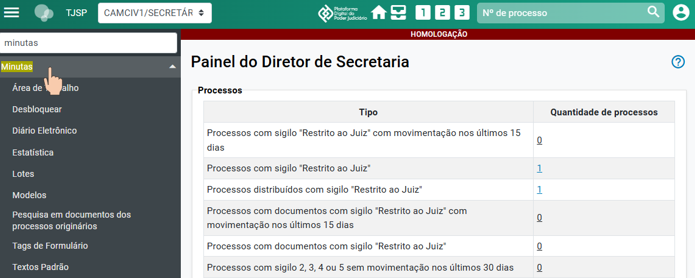 TJSP
CAMCIV1/SECRETÁR
Plataforma
Digital do
Poder Judiciário
1 2 3
Nº de processo
minutas
HOMOLOGAÇÃO
Minutas
Área de
Desbloquear
Diário Eletrônico
Estatística
Lotes
Modelos
Pesquisa em documentos dos
processos originários
Tags de Formulário
Textos Padrão
Painel do Diretor de Secretaria
Processos
Tipo Quantidade de processos
Processos com sigilo "Restrito ao Juiz" com movimentação nos últimos 15
dias 0
Processos com sigilo "Restrito ao Juiz" 1
Processos distribuídos com sigilo "Restrito ao Juiz" 1
Processos com documentos com sigilo "Restrito ao Juiz" com
movimentação nos últimos 15 dias 0
Processos com documentos com sigilo "Restrito ao Juiz" 0
Processos com sigilo 2, 3, 4 ou 5 sem movimentação nos últimos 30 dias 0